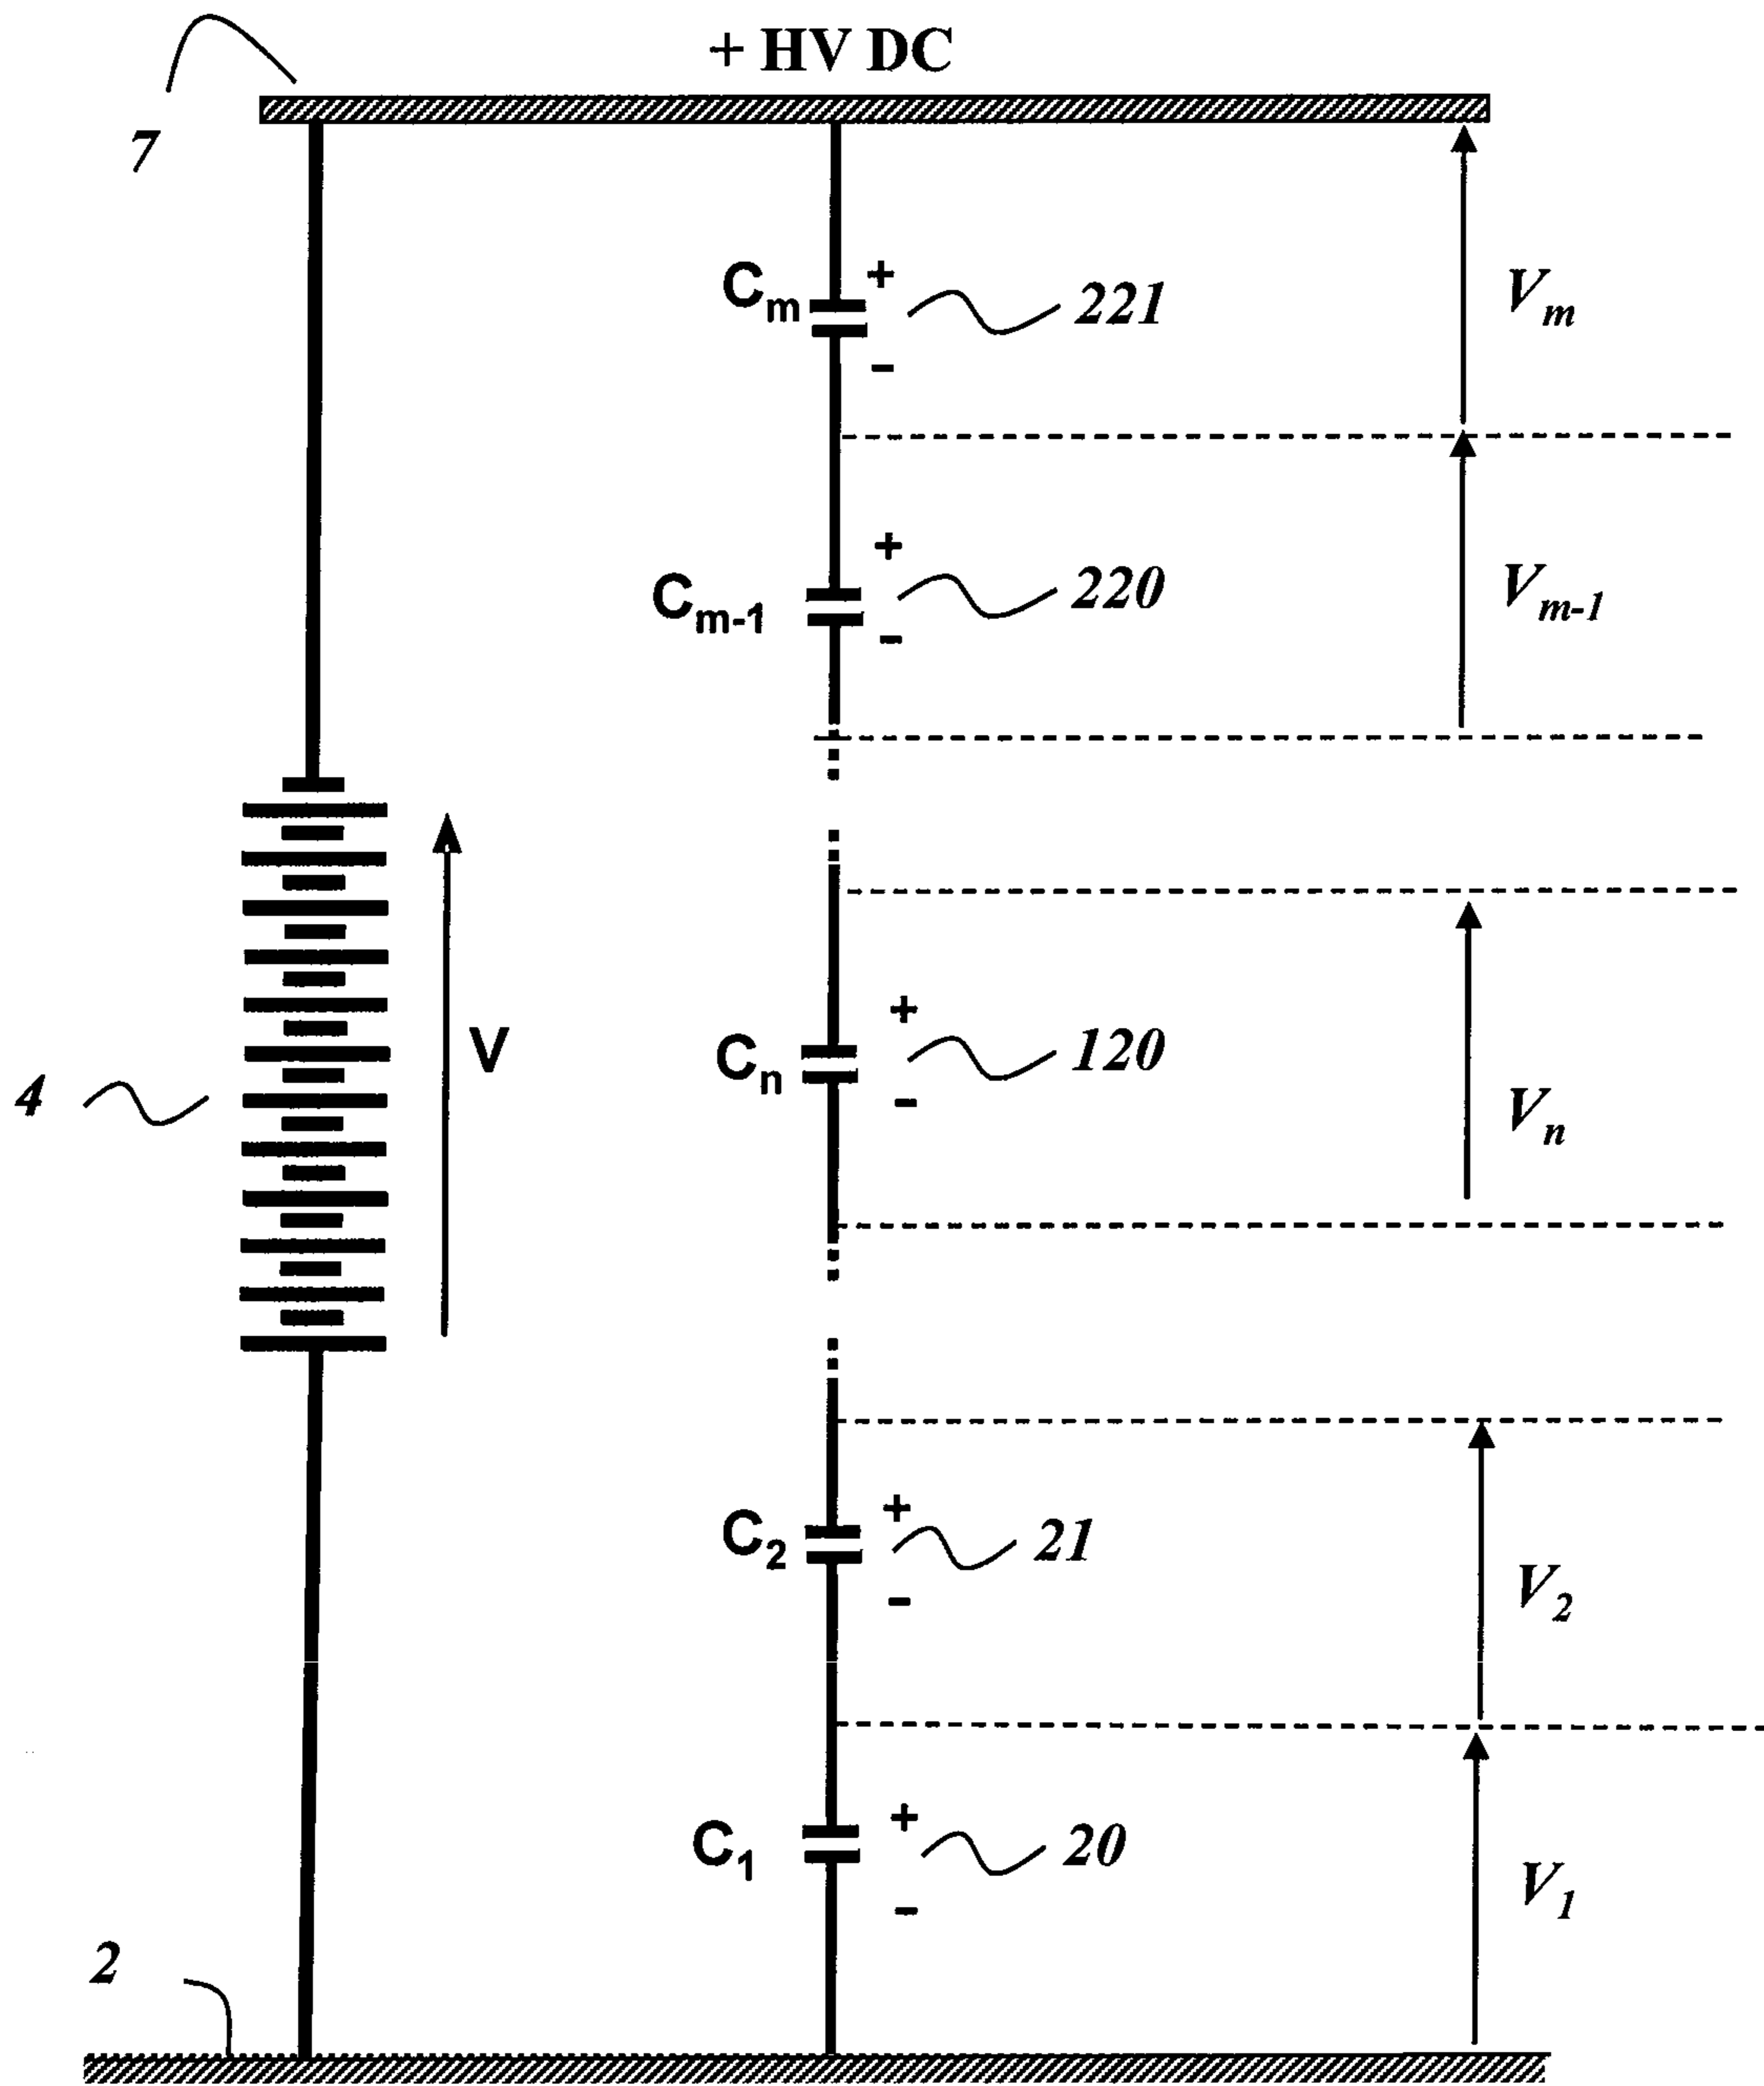 + HV DC
7
Cm
+
221
-
Vm
Cm-1
+
220
-
Vm-1
4
V
Cn
+
120
-
Vn
C2
+
21
-
V2
C1
+
20
-
V1
2